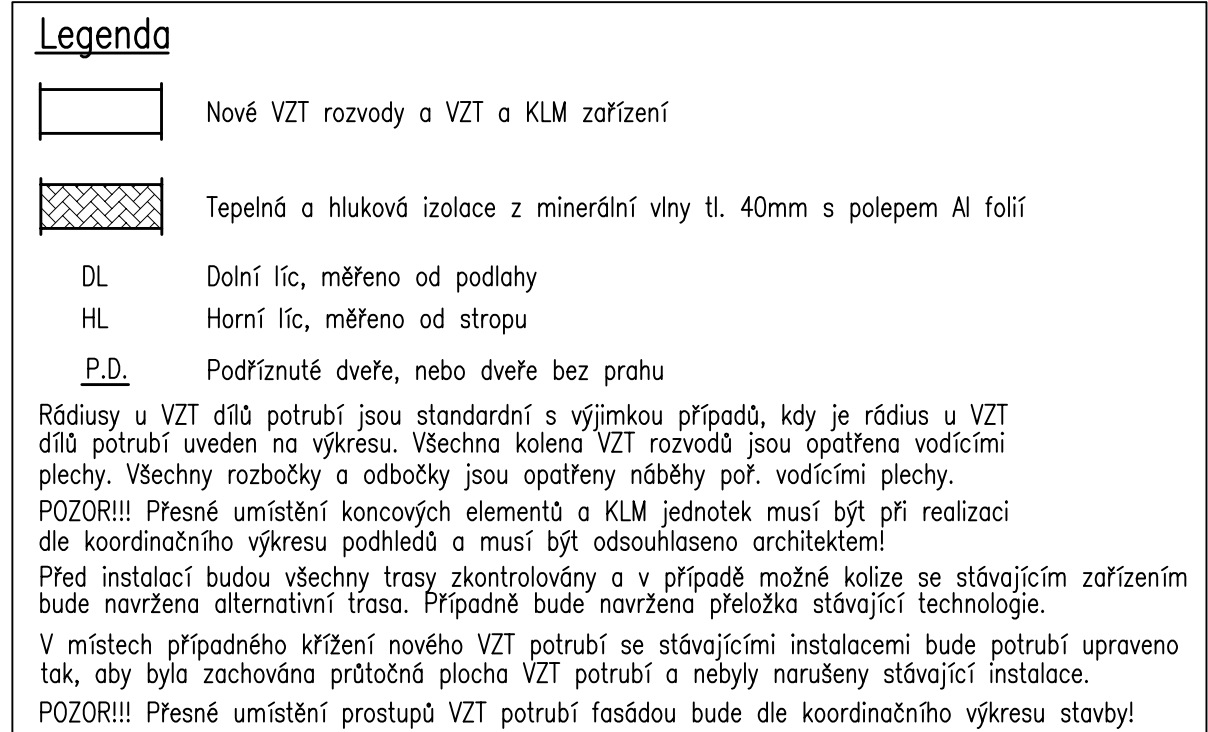 Legenda
Nové VZT rozvody a VZT a KLM zařízení
Tepelná a hluková izolace z minerální vlny tl. 40mm s polepem Al folií
DL Dolní líc, měřeno od podlahy
HL Horní líc, měřeno od stropu
P.D. Podříznuté dveře, nebo dveře bez prahu
Rádiusy u VZT dílů potrubí jsou standardní s výjimkou případů, kdy je rádius u VZT
dílů potrubí uveden na výkresu. Všechna kolena VZT rozvodů jsou opatřena vodícími
plechy. Všechny rozbočky a odbočky jsou opatřeny náběhy poř. vodícími plechy.
POZOR!!! Přesné umístění koncových elementů a KLM jednotek musí být při realizaci
dle koordinačního výkresu podhledů a musí být odsouhlaseno architektem!
Před instalací budou všechny trasy zkontrolovány a v případě možné kolize se stávajícím zařízením
bude navržena alternativní trasa. Případně bude navržena přeložka stávající technologie.
V místech případného křížení nového VZT potrubí se stávajícími instalacemi bude potrubí upraveno
tak, aby byla zachována průtočná plocha VZT potrubí a nebyly narušeny stávající instalace.
POZOR!!! Přesné umístění prostupů VZT potrubí fasádou bude dle koordinačního výkresu stavby!